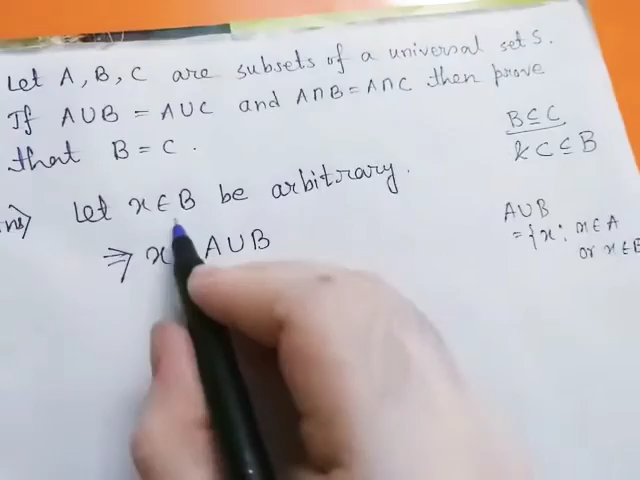 Let A, B, C are subsets of a universal set S.
If A∪B = A∪C and A∩B = A∩C then prove
that B = C.
B ⊆ C
& C ⊆ B
Let x ∈ B be arbitrary.
⇒ x A∪B
A∪B
= {x : x ∈ A
or x ∈ B